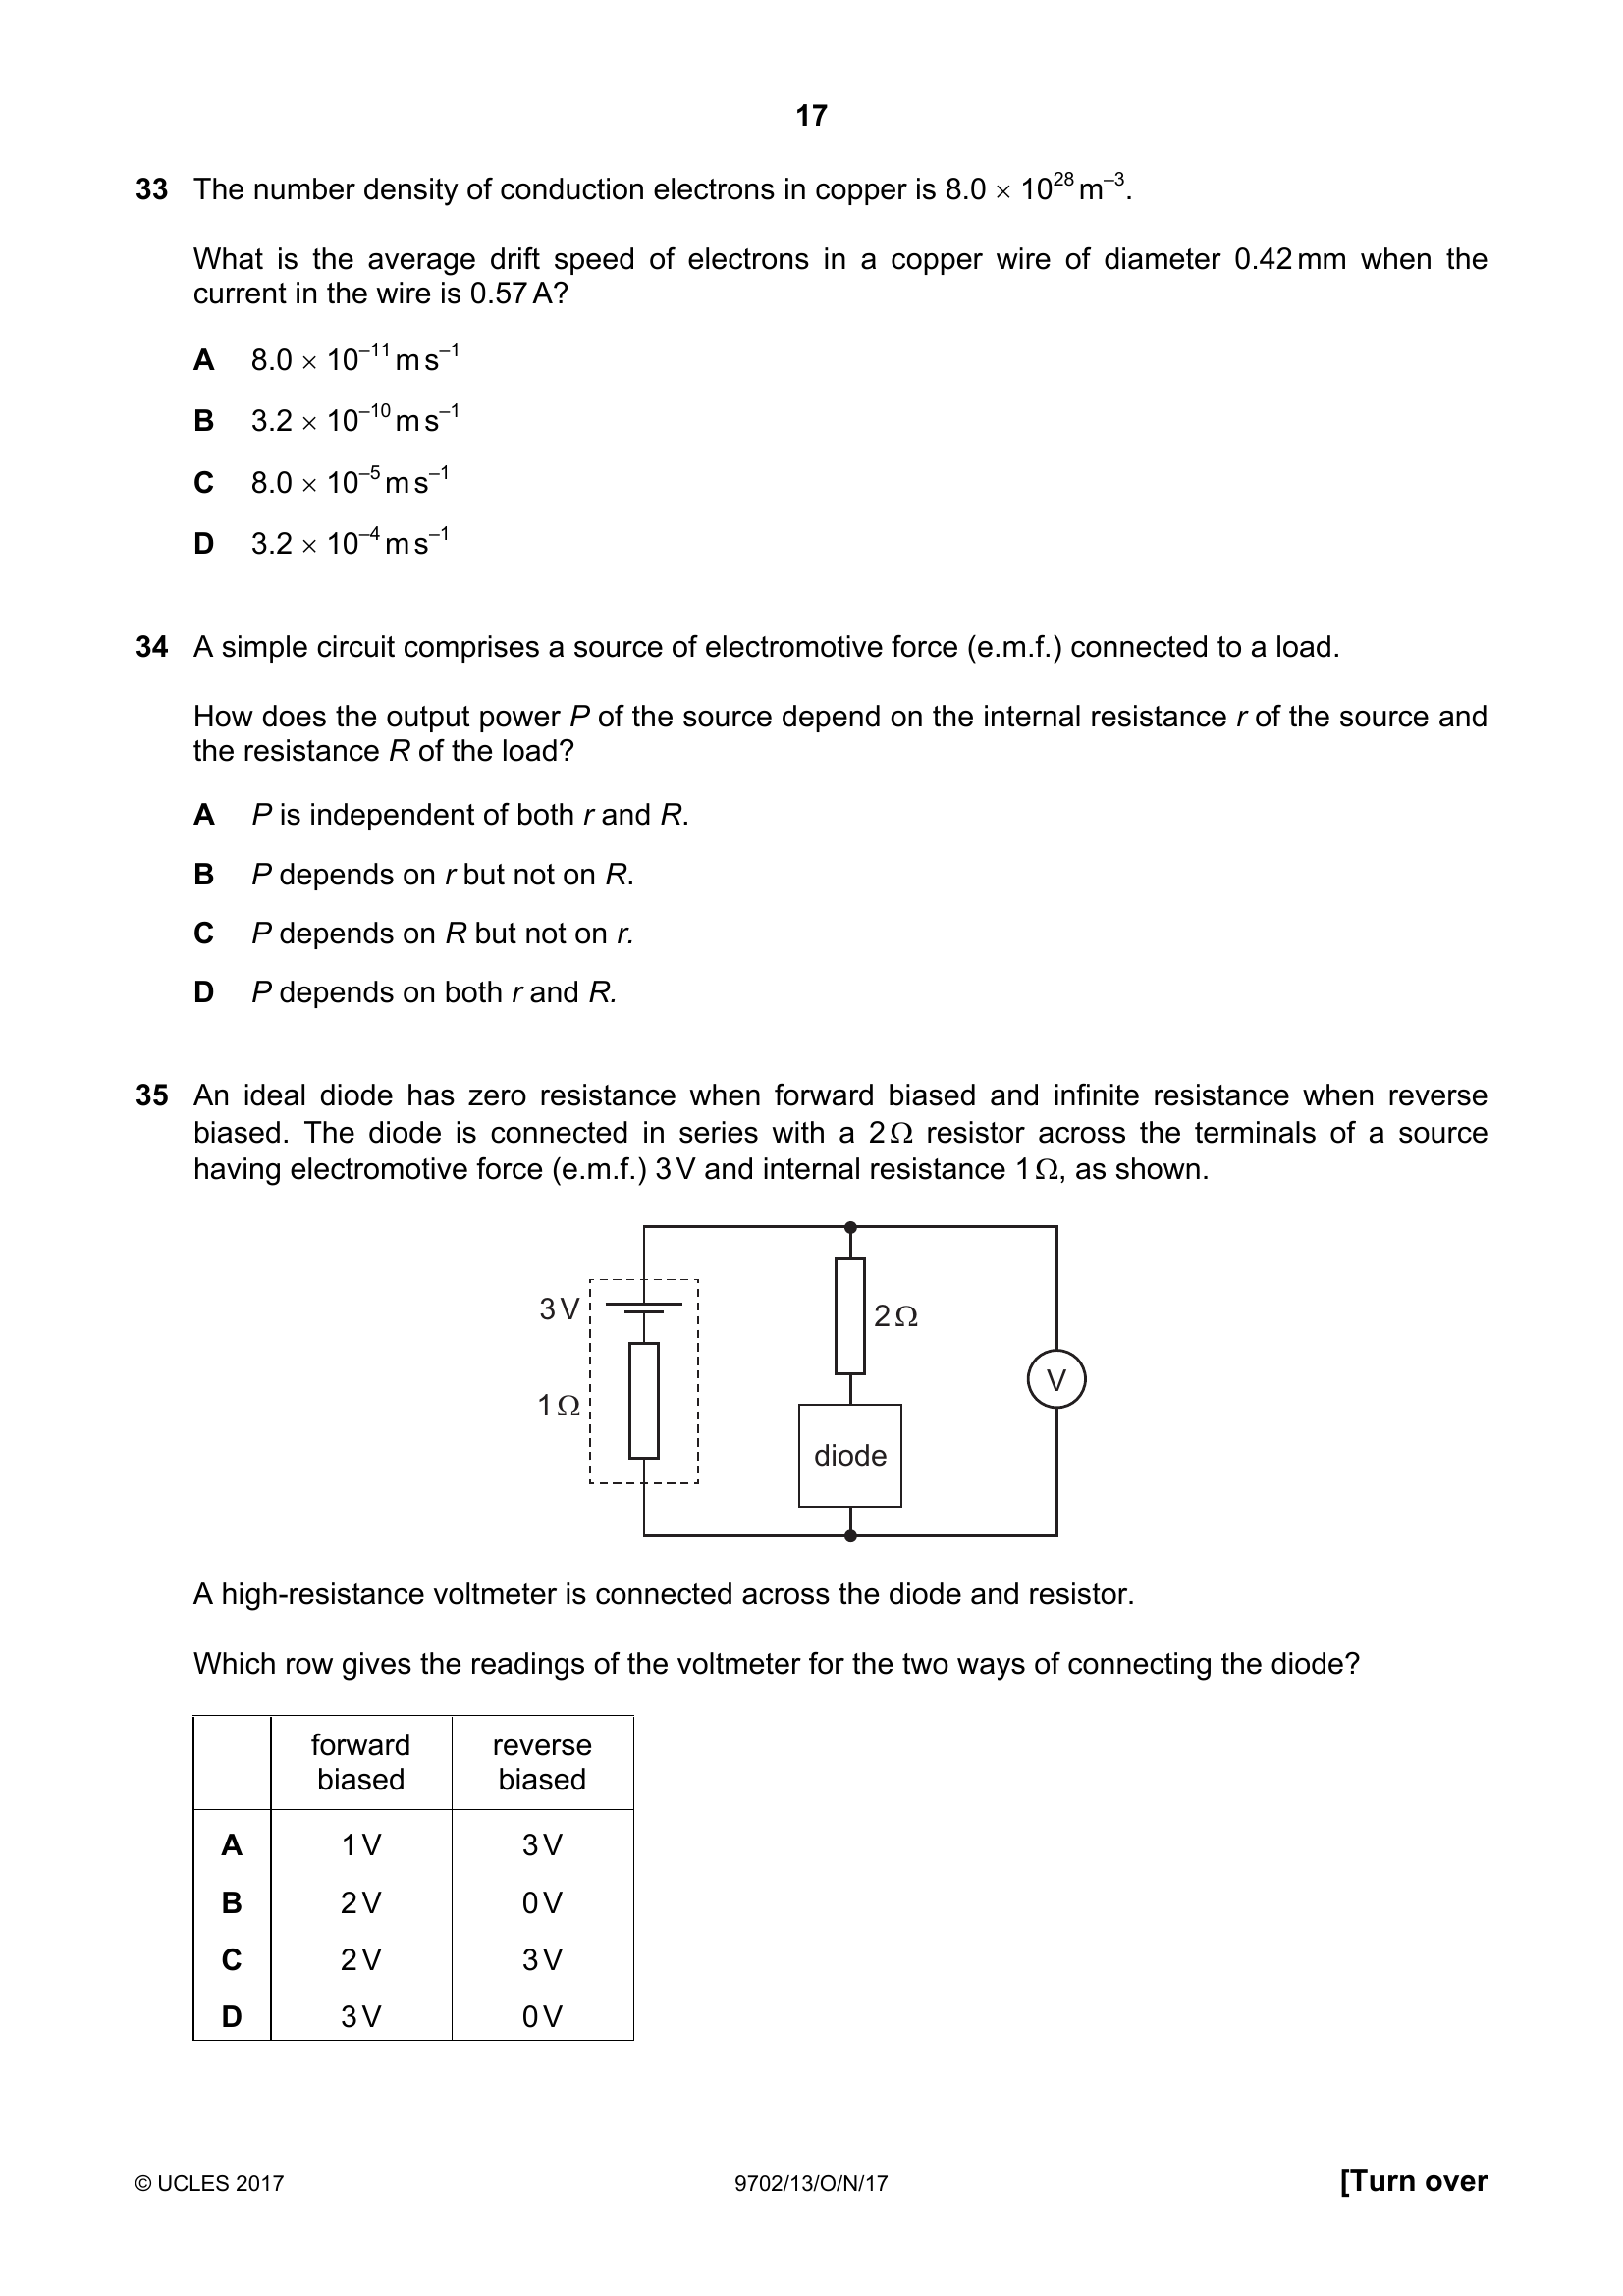 17
33 The number density of conduction electrons in copper is 8.0 × 10²⁸ m⁻³.
What is the average drift speed of electrons in a copper wire of diameter 0.42 mm when the
current in the wire is 0.57 A?
A 8.0 × 10⁻¹¹ m s⁻¹
B 3.2 × 10⁻¹⁰ m s⁻¹
C 8.0 × 10⁻⁵ m s⁻¹
D 3.2 × 10⁻⁴ m s⁻¹
34 A simple circuit comprises a source of electromotive force (e.m.f.) connected to a load.
How does the output power P of the source depend on the internal resistance r of the source and
the resistance R of the load?
A P is independent of both r and R.
B P depends on r but not on R.
C P depends on R but not on r.
D P depends on both r and R.
35 An ideal diode has zero resistance when forward biased and infinite resistance when reverse
biased. The diode is connected in series with a 2 Ω resistor across the terminals of a source
having electromotive force (e.m.f.) 3 V and internal resistance 1 Ω, as shown.
3 V
2 Ω
V
1 Ω
diode
A high-resistance voltmeter is connected across the diode and resistor.
Which row gives the readings of the voltmeter for the two ways of connecting the diode?
forward reverse
biased biased
A 1 V 3 V
B 2 V 0 V
C 2 V 3 V
D 3 V 0 V
© UCLES 2017 9702/13/O/N/17 [Turn over